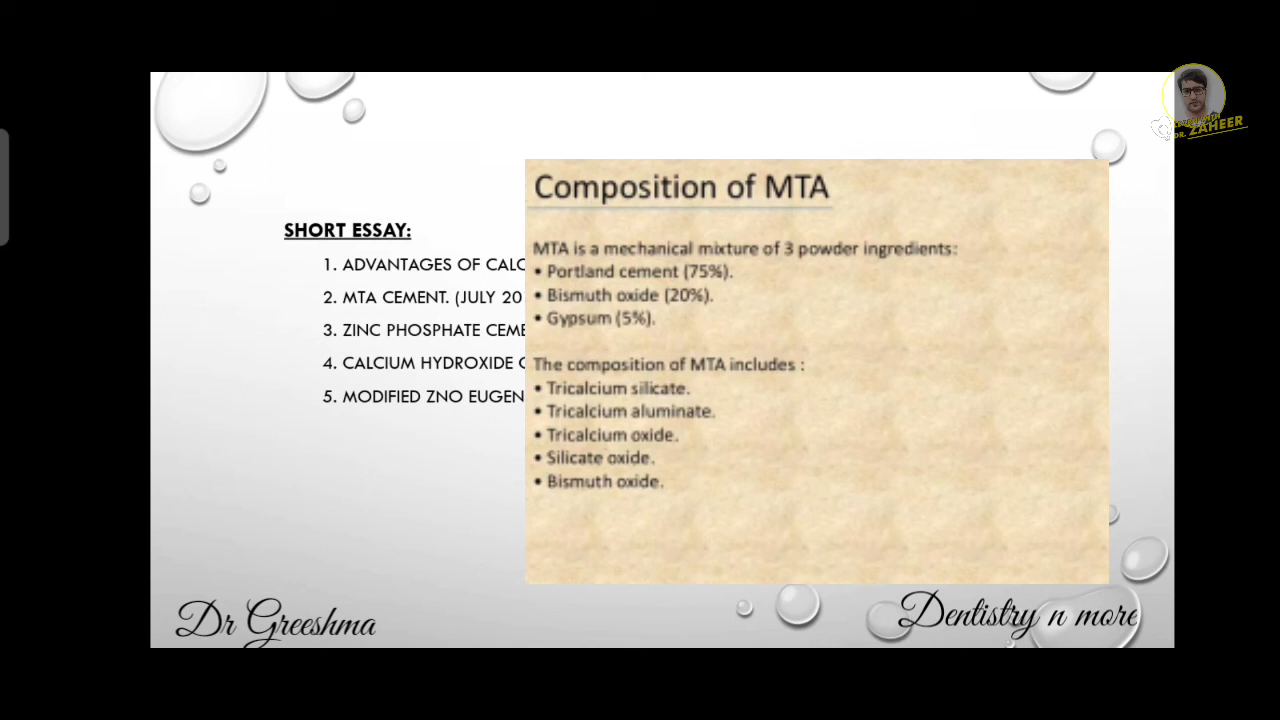 LEARN WITH
DR. ZAHEER
SHORT ESSAY:
1. ADVANTAGES OF CALC
2. MTA CEMENT. (JULY 20
3. ZINC PHOSPHATE CEME
4. CALCIUM HYDROXIDE C
5. MODIFIED ZNO EUGEN
Composition of MTA
MTA is a mechanical mixture of 3 powder ingredients:
• Portland cement (75%).
• Bismuth oxide (20%).
• Gypsum (5%).
The composition of MTA includes :
• Tricalcium silicate.
• Tricalcium aluminate.
• Tricalcium oxide.
• Silicate oxide.
• Bismuth oxide.
Dr Greeshma
Dentistry n more